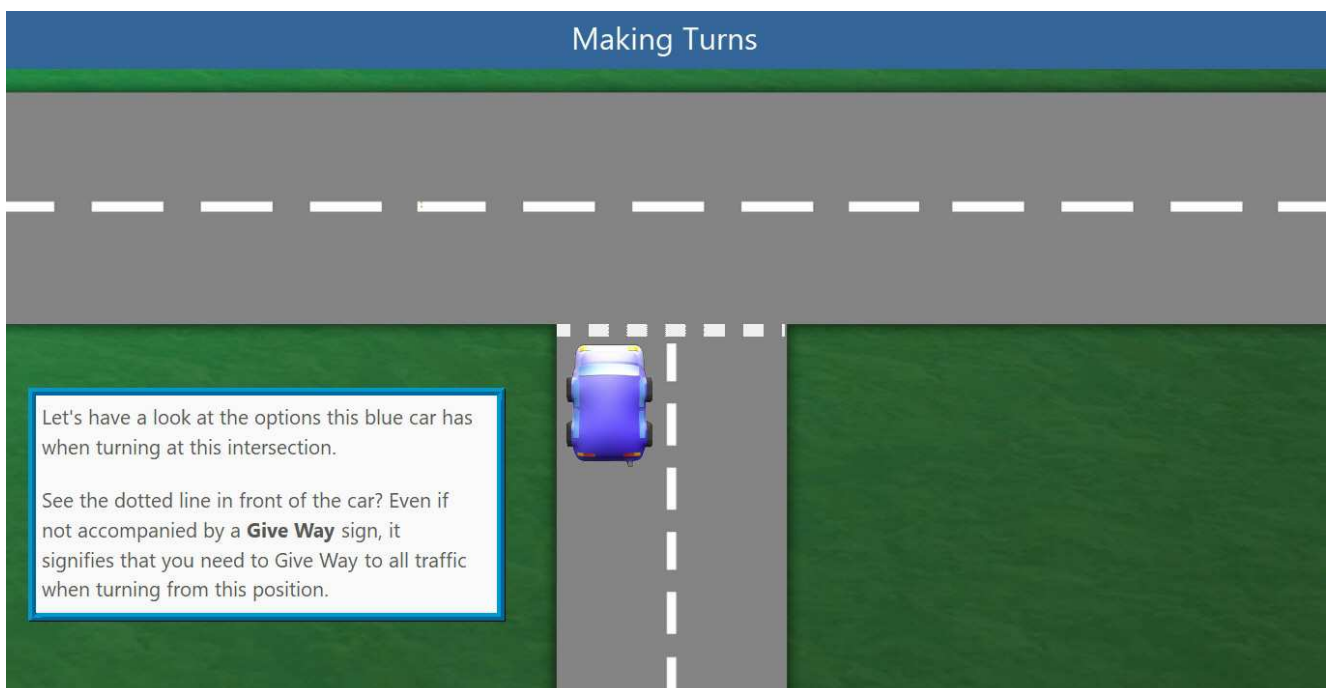 Making Turns
Let's have a look at the options this blue car has
when turning at this intersection.
See the dotted line in front of the car? Even if
not accompanied by a Give Way sign, it
signifies that you need to Give Way to all traffic
when turning from this position.